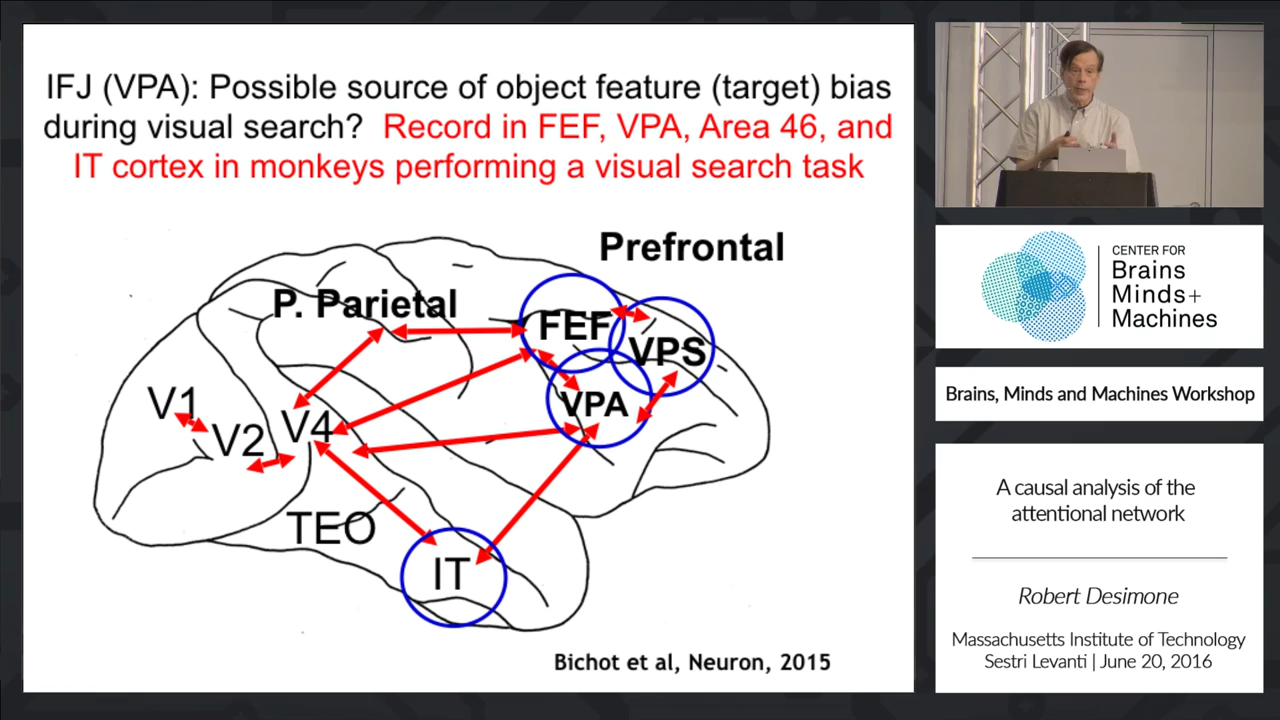 IFJ (VPA): Possible source of object feature (target) bias
during visual search? Record in FEF, VPA, Area 46, and
IT cortex in monkeys performing a visual search task
Prefrontal
P. Parietal
FEF
VPS
VPA
V1
V2
V4
TEO
IT
Bichot et al, Neuron, 2015
CENTER FOR
Brains
Minds+
Machines
Brains, Minds and Machines Workshop
A causal analysis of the
attentional network
Robert Desimone
Massachusetts Institute of Technology
Sestri Levanti | June 20, 2016